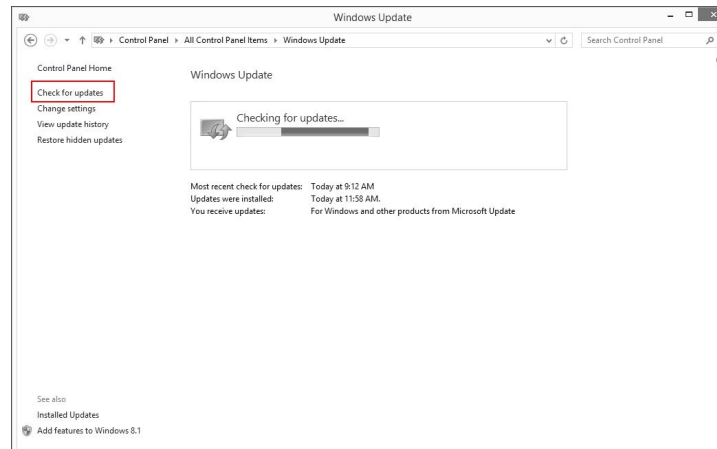 Windows Update
Control Panel ▸ All Control Panel Items ▸ Windows Update
Search Control Panel
Control Panel Home
Check for updates
Change settings
View update history
Restore hidden updates
Windows Update
Checking for updates...
Most recent check for updates: Today at 9:12 AM
Updates were installed: Today at 11:58 AM.
You receive updates: For Windows and other products from Microsoft Update
See also
Installed Updates
Add features to Windows 8.1